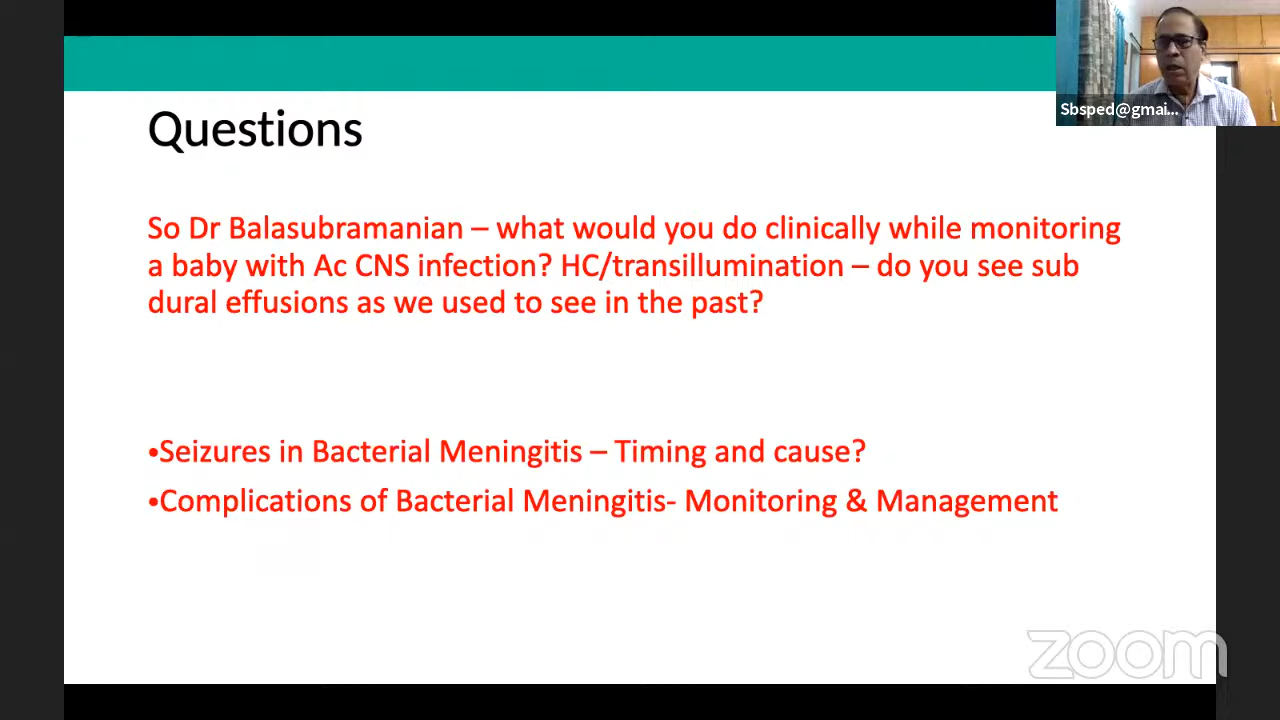 Sbsped@gmai...
Questions
So Dr Balasubramanian – what would you do clinically while monitoring
a baby with Ac CNS infection? HC/transillumination – do you see sub
dural effusions as we used to see in the past?
•Seizures in Bacterial Meningitis – Timing and cause?
•Complications of Bacterial Meningitis- Monitoring & Management
zoom